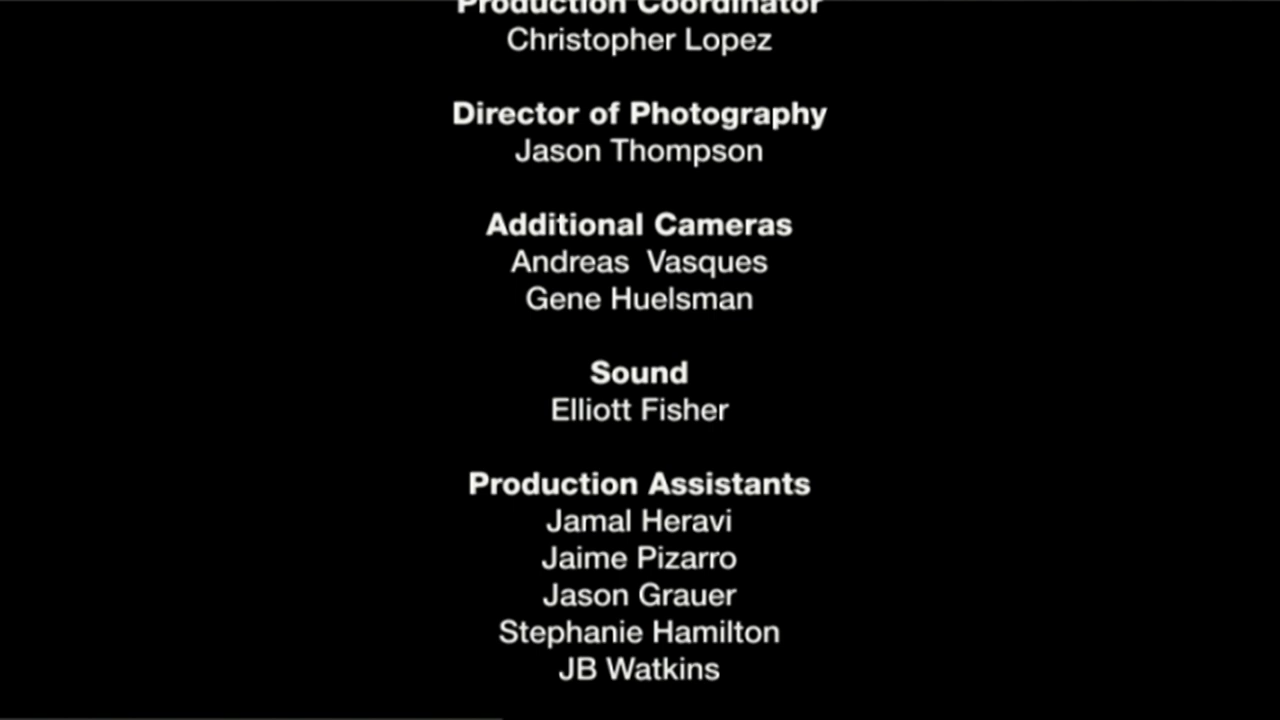 Production Coordinator
Christopher Lopez
Director of Photography
Jason Thompson
Additional Cameras
Andreas  Vasques
Gene Huelsman
Sound
Elliott Fisher
Production Assistants
Jamal Heravi
Jaime Pizarro
Jason Grauer
Stephanie Hamilton
JB Watkins